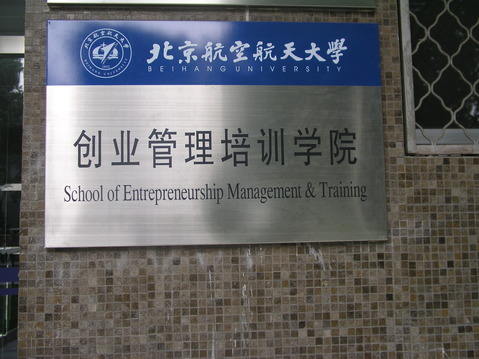 北京航空航天大學
BEIHANG UNIVERSITY
创业管理培训学院
School of Entrepreneurship Management & Training